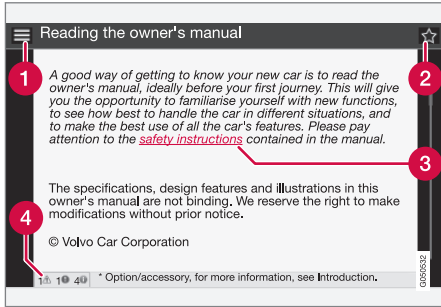 Reading the owner's manual
1
2
A good way of getting to know your new car is to read the
owner's manual, ideally before your first journey. This will give
you the opportunity to familiarise yourself with new functions,
to see how best to handle the car in different situations, and
to make the best use of all the car's features. Please pay
attention to the safety instructions contained in the manual.
3
The specifications, design features and illustrations in this
owner's manual are not binding. We reserve the right to make
modifications without prior notice.
4
© Volvo Car Corporation
1 1 4 * Option/accessory, for more information, see Introduction.
G050532